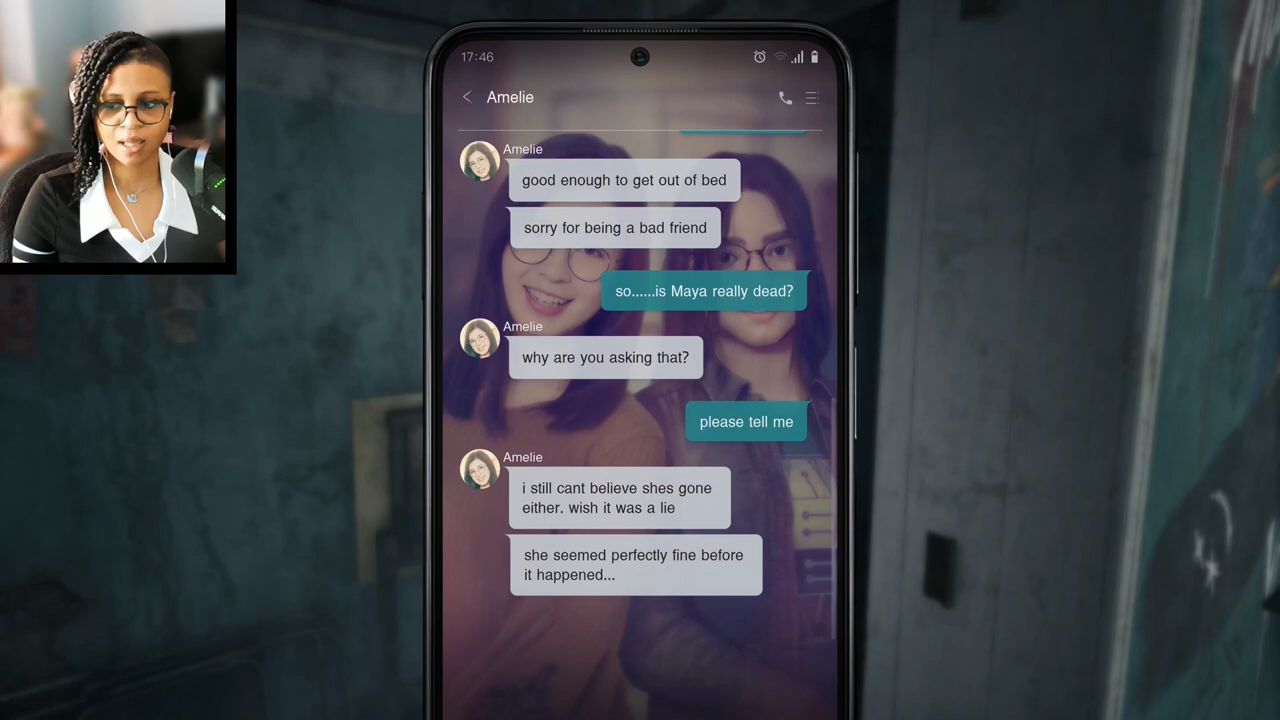 17:46
Amelie
Amelie
good enough to get out of bed
sorry for being a bad friend
so......is Maya really dead?
Amelie
why are you asking that?
please tell me
Amelie
i still cant believe shes gone
either. wish it was a lie
she seemed perfectly fine before
it happened...